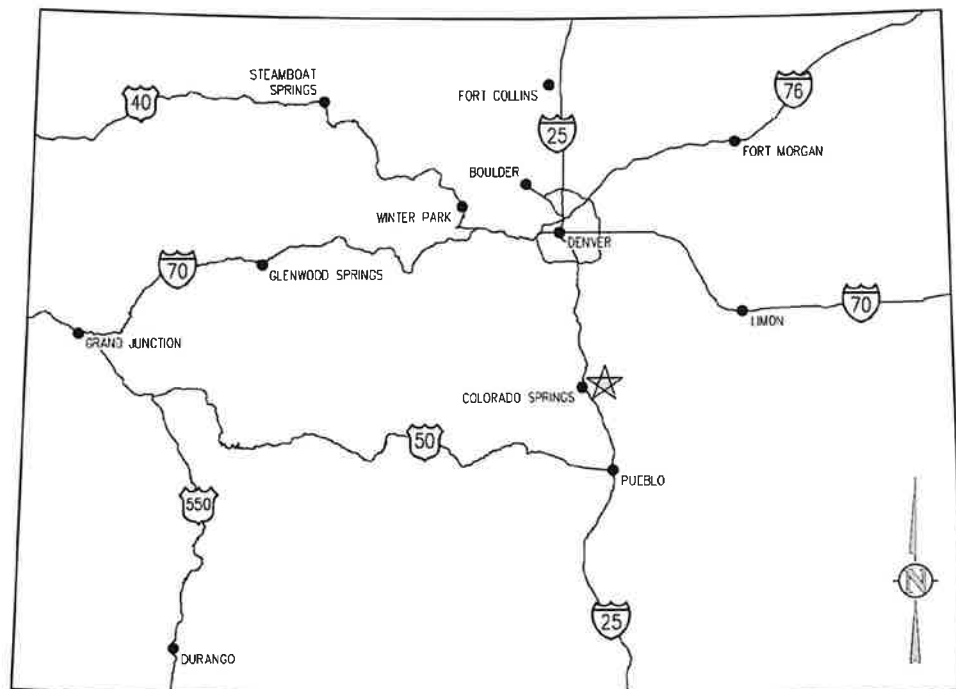 STEAMBOAT
SPRINGS
40
FORT COLLINS
76
25
FORT MORGAN
BOULDER
WINTER PARK
DENVER
70
GLENWOOD SPRINGS
70
LIMON
GRAND JUNCTION
COLORADO SPRINGS
50
PUEBLO
550
N
25
DURANGO